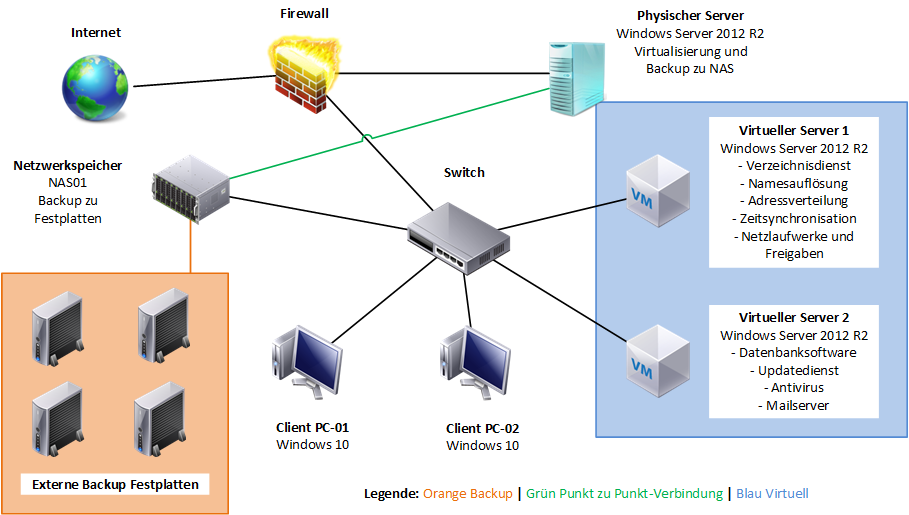 Internet
Firewall
Physischer Server
Windows Server 2012 R2
Virtualisierung und
Backup zu NAS
Netzwerkspeicher
NAS01
Backup zu
Festplatten
Switch
VM
Virtueller Server 1
Windows Server 2012 R2
- Verzeichnisdienst
- Namesauflösung
- Adressverteilung
- Zeitsynchronisation
- Netzlaufwerke und
Freigaben
VM
Virtueller Server 2
Windows Server 2012 R2
- Datenbanksoftware
- Updatedienst
- Antivirus
- Mailserver
Client PC-01
Windows 10
Client PC-02
Windows 10
Externe Backup Festplatten
Legende: Orange Backup | Grün Punkt zu Punkt-Verbindung | Blau Virtuell